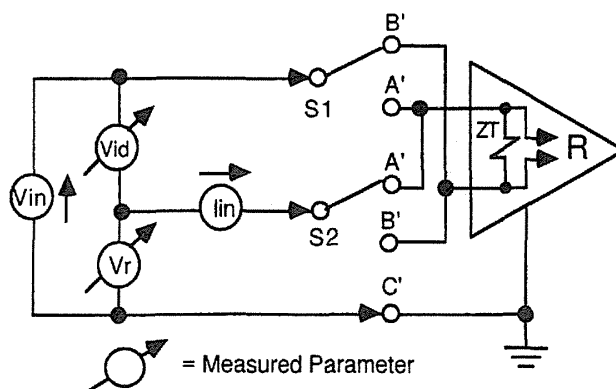 B'
A'
S1
ZT
R
Vid
Vin
Iin
A'
S2
B'
Vr
C'
= Measured Parameter